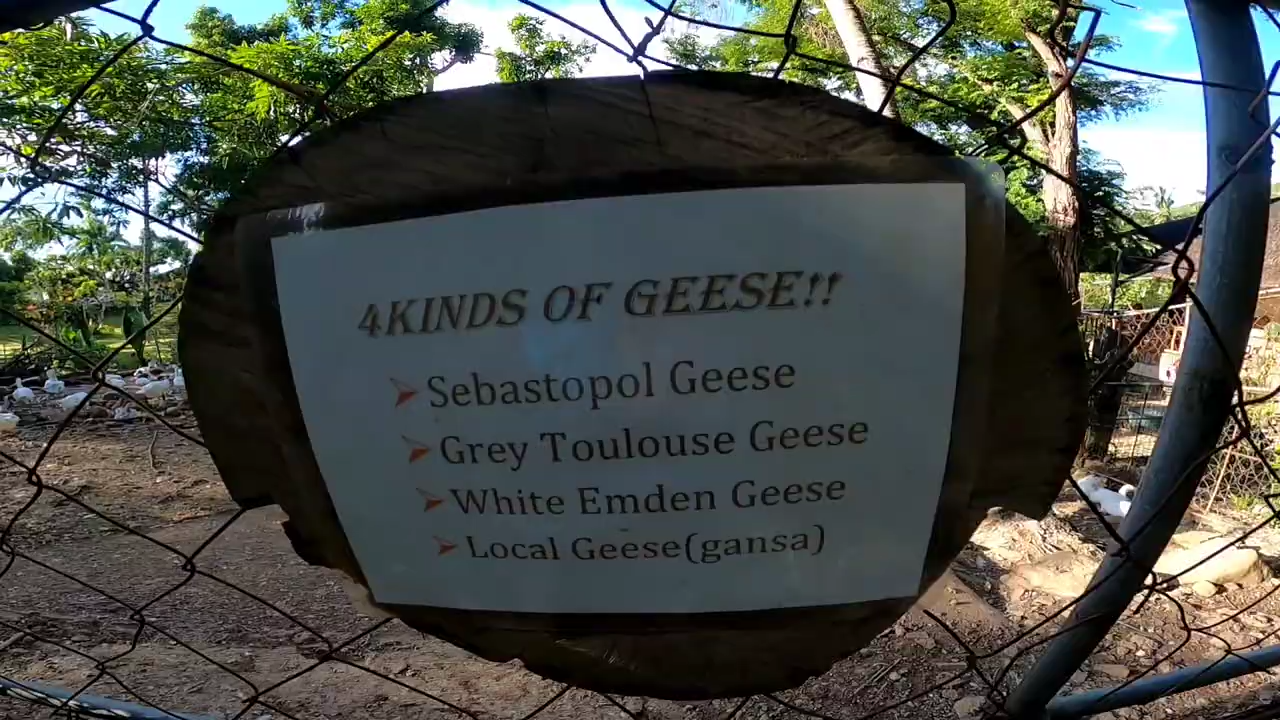 4KINDS OF GEESE!!
Sebastopol Geese
Grey Toulouse Geese
White Emden Geese
Local Geese(gansa)